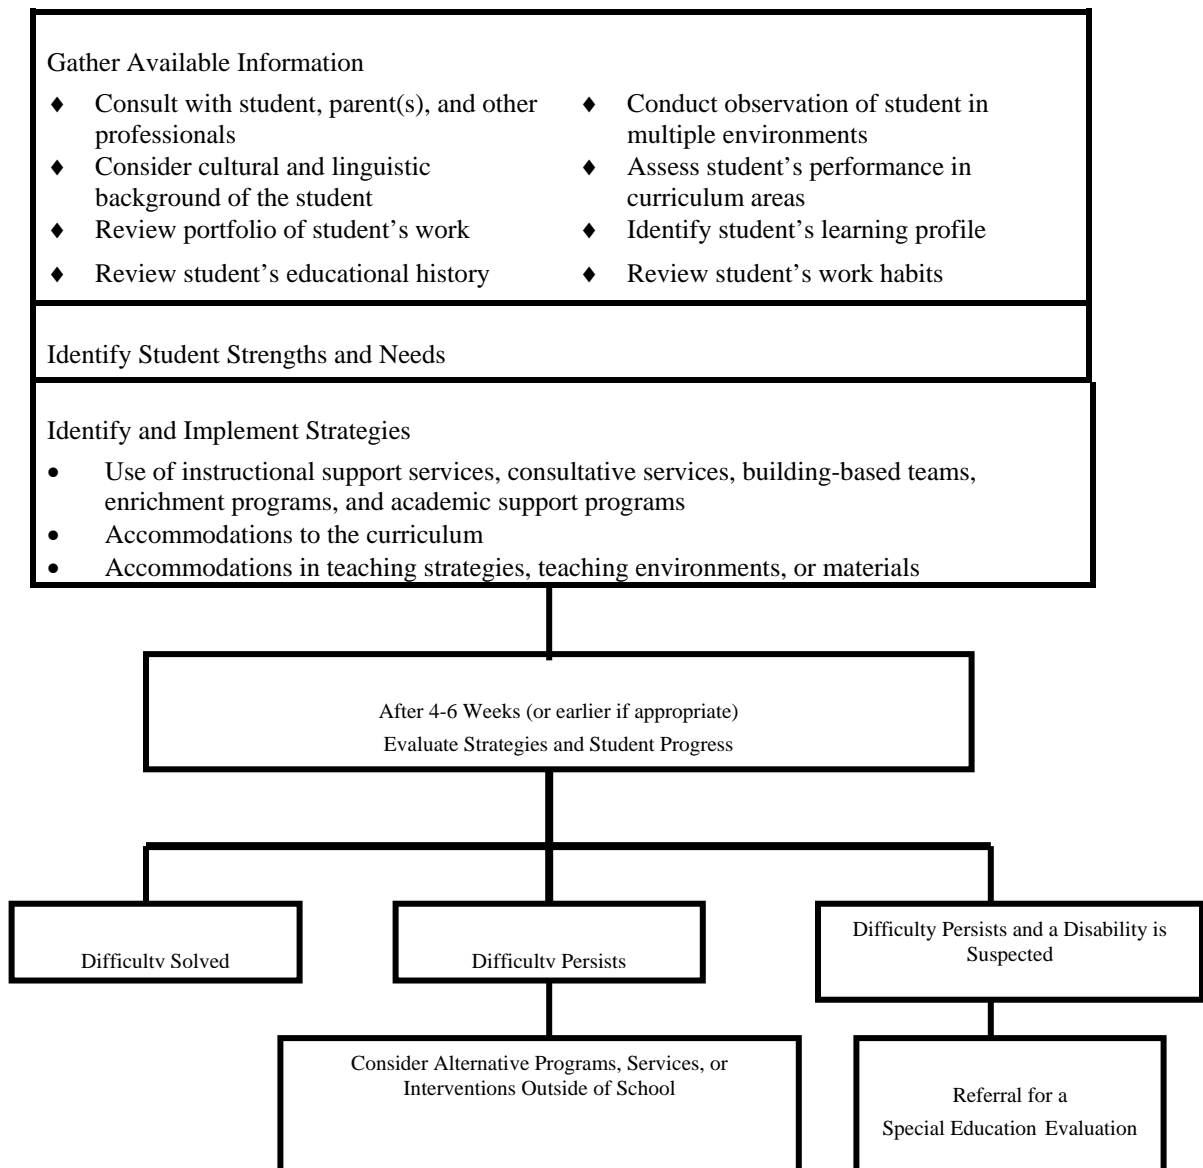 Gather Available Information
♦ Consult with student, parent(s), and other
professionals
♦ Consider cultural and linguistic
background of the student
♦ Review portfolio of student’s work
♦ Review student’s educational history
♦ Conduct observation of student in
multiple environments
♦ Assess student’s performance in
curriculum areas
♦ Identify student’s learning profile
♦ Review student’s work habits
Identify Student Strengths and Needs
Identify and Implement Strategies
• Use of instructional support services, consultative services, building-based teams,
enrichment programs, and academic support programs
• Accommodations to the curriculum
• Accommodations in teaching strategies, teaching environments, or materials
After 4-6 Weeks (or earlier if appropriate)
Evaluate Strategies and Student Progress
Difficulty Solved
Difficulty Persists
Difficulty Persists and a Disability is
Suspected
Consider Alternative Programs, Services, or
Interventions Outside of School
Referral for a
Special Education Evaluation